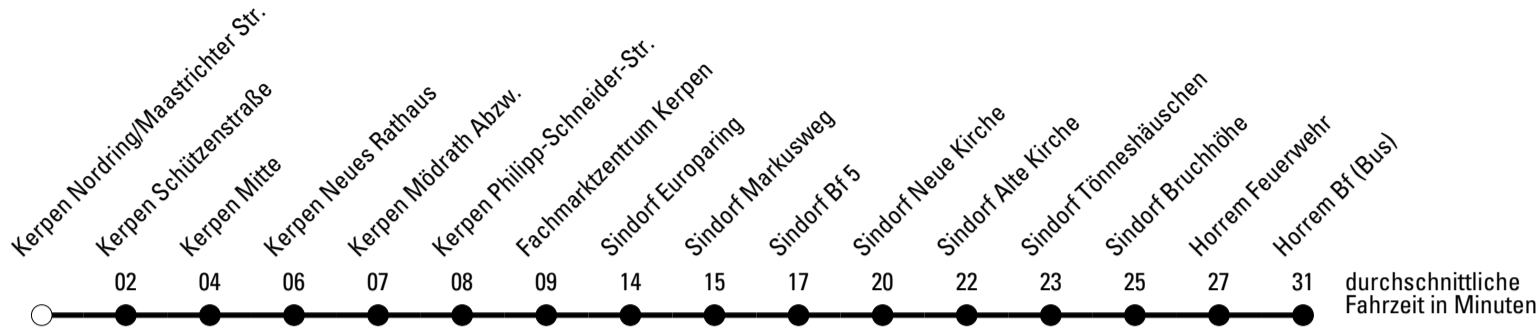 Kerpen Nordring/Maastrichter Str.
Kerpen Schützenstraße
Kerpen Mitte
Kerpen Neues Rathaus
Kerpen Mödrath Abzw.
Kerpen Philipp-Schneider-Str.
Fachmarktzentrum Kerpen
Sindorf Europaring
Sindorf Markusweg
Sindorf Bf 5
Sindorf Neue Kirche
Sindorf Alte Kirche
Sindorf Tönneshäuschen
Sindorf Bruchhöhe
Horrem Feuerwehr
Horrem Bf (Bus)
02 04 06 07 08 09 14 15 17 20 22 23 25 27 31
durchschnittliche
Fahrzeit in Minuten